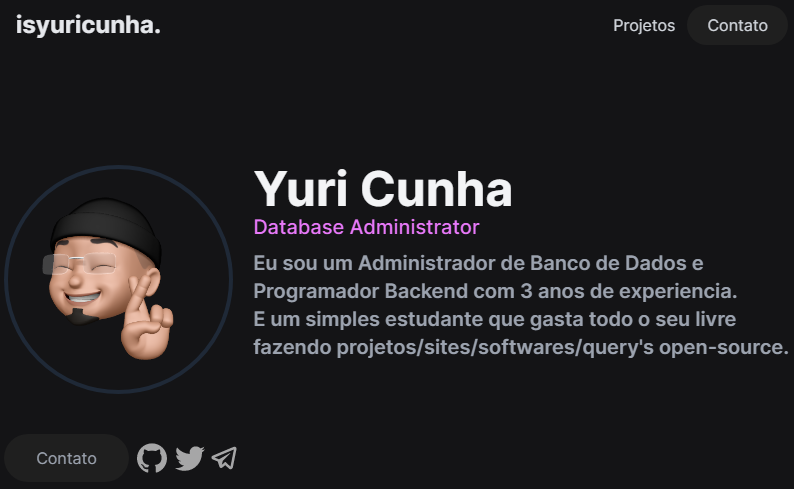 isyuricunha.
Projetos
Contato
Yuri Cunha
Database Administrator
Eu sou um Administrador de Banco de Dados e
Programador Backend com 3 anos de experiencia.
E um simples estudante que gasta todo o seu livre
fazendo projetos/sites/softwares/query's open-source.
Contato